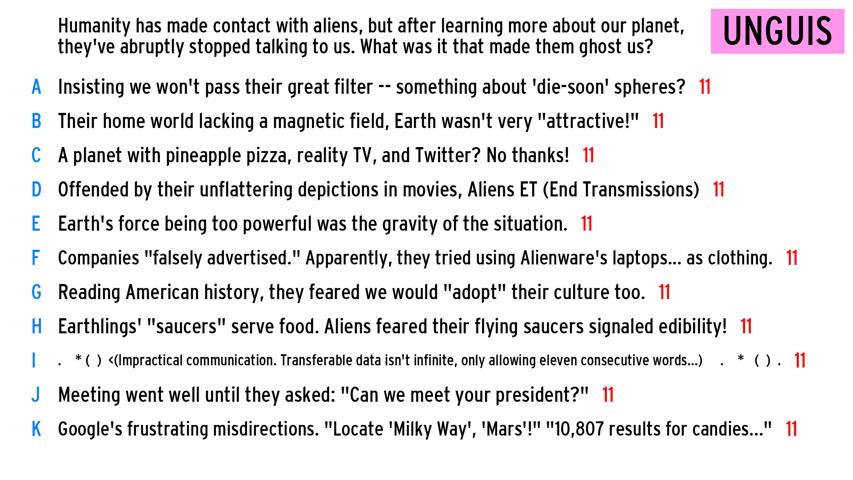 Humanity has made contact with aliens, but after learning more about our planet,
they've abruptly stopped talking to us. What was it that made them ghost us?
UNGUIS
A Insisting we won't pass their great filter -- something about 'die-soon' spheres? 11
B Their home world lacking a magnetic field, Earth wasn't very "attractive!" 11
C A planet with pineapple pizza, reality TV, and Twitter? No thanks! 11
D Offended by their unflattering depictions in movies, Aliens ET (End Transmissions) 11
E Earth's force being too powerful was the gravity of the situation. 11
F Companies "falsely advertised." Apparently, they tried using Alienware's laptops... as clothing. 11
G Reading American history, they feared we would "adopt" their culture too. 11
H Earthlings' "saucers" serve food. Aliens feared their flying saucers signaled edibility! 11
I . *( ) <(Impractical communication. Transferable data isn't infinite, only allowing eleven consecutive words...) . * ( ) . 11
J Meeting went well until they asked: "Can we meet your president?" 11
K Google's frustrating misdirections. "Locate 'Milky Way', 'Mars'!" "10,807 results for candies..." 11